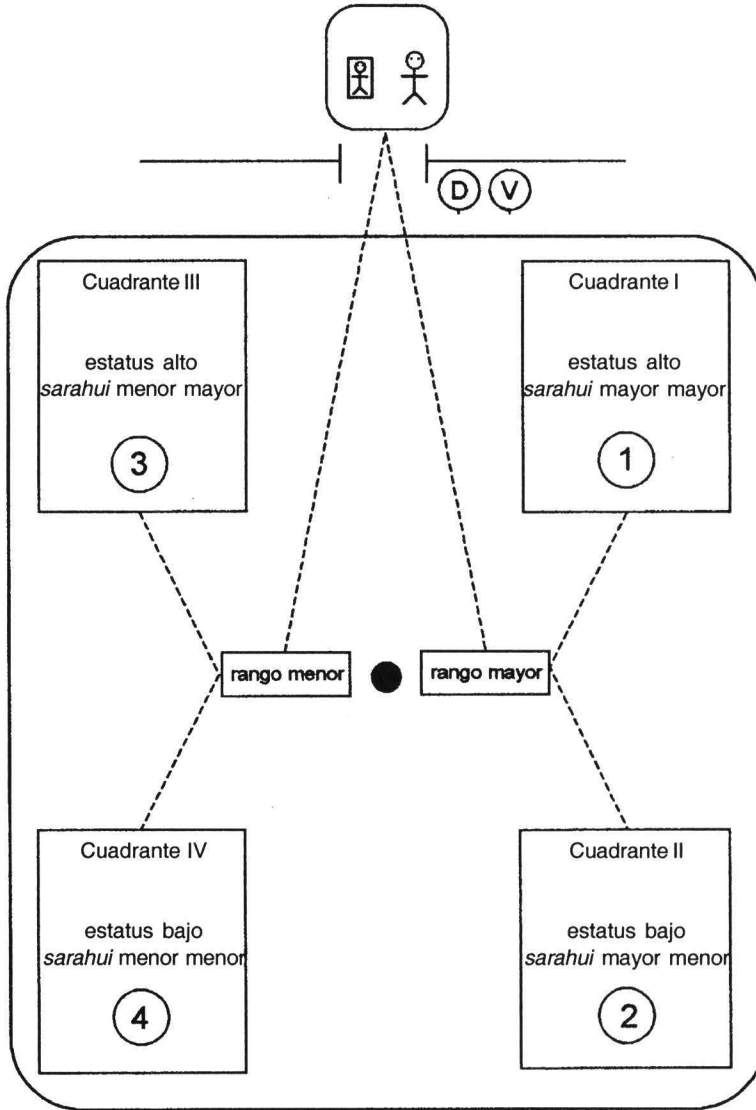 D V
Cuadrante III
estatus alto
sarahui menor mayor
3
Cuadrante I
estatus alto
sarahui mayor mayor
1
rango menor
rango mayor
Cuadrante IV
estatus bajo
sarahui menor menor
4
Cuadrante II
estatus bajo
sarahui mayor menor
2